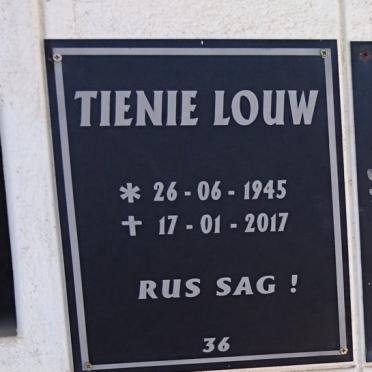 TIENIE LOUW
* 26 - 06 - 1945
✝ 17 - 01 - 2017
RUS SAG !
36